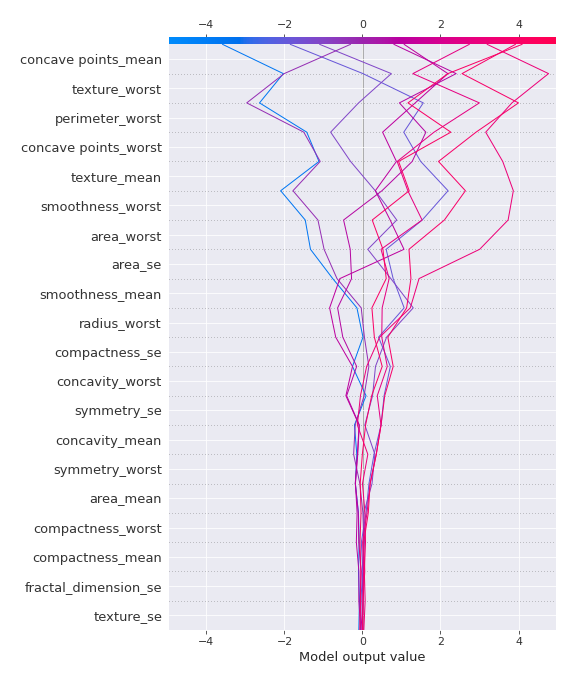 −4 −2 0 2 4
concave points_mean
texture_worst
perimeter_worst
concave points_worst
texture_mean
smoothness_worst
area_worst
area_se
smoothness_mean
radius_worst
compactness_se
concavity_worst
symmetry_se
concavity_mean
symmetry_worst
area_mean
compactness_worst
compactness_mean
fractal_dimension_se
texture_se
−4 −2 0 2 4
Model output value